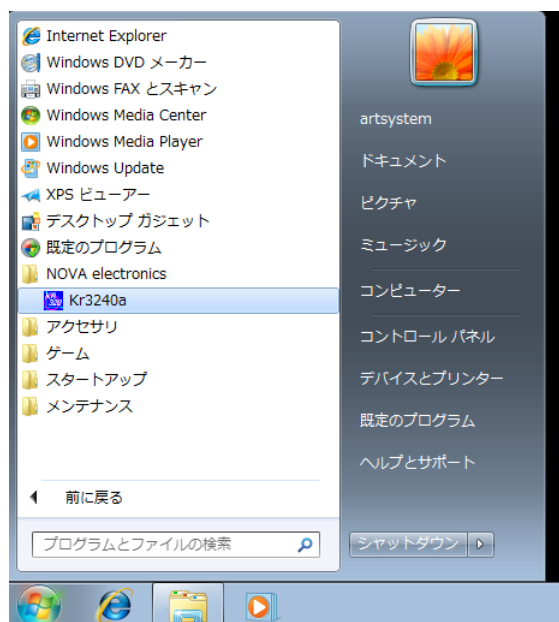 Internet Explorer
Windows DVD メーカー
Windows FAX とスキャン
Windows Media Center
Windows Media Player
Windows Update
XPS ビューアー
デスクトップ ガジェット
既定のプログラム
NOVA electronics
Kr3240a
アクセサリ
ゲーム
スタートアップ
メンテナンス
前に戻る
プログラムとファイルの検索
artsystem
ドキュメント
ピクチャ
ミュージック
コンピューター
コントロール パネル
デバイスとプリンター
既定のプログラム
ヘルプとサポート
シャットダウン